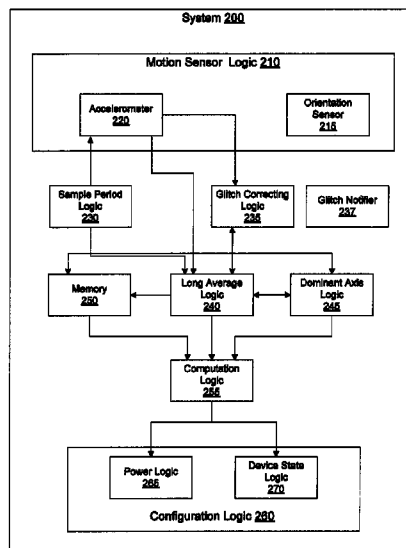 System 200
Motion Sensor Logic 210
Accelerometer
220
Orientation
Sensor
215
Sample Period
Logic
230
Glitch Correcting
Logic
235
Glitch Notifier
237
Memory
250
Long Average
Logic
240
Dominant Axis
Logic
245
Computation
Logic
255
Power Logic
265
Device State
Logic
270
Configuration Logic 260